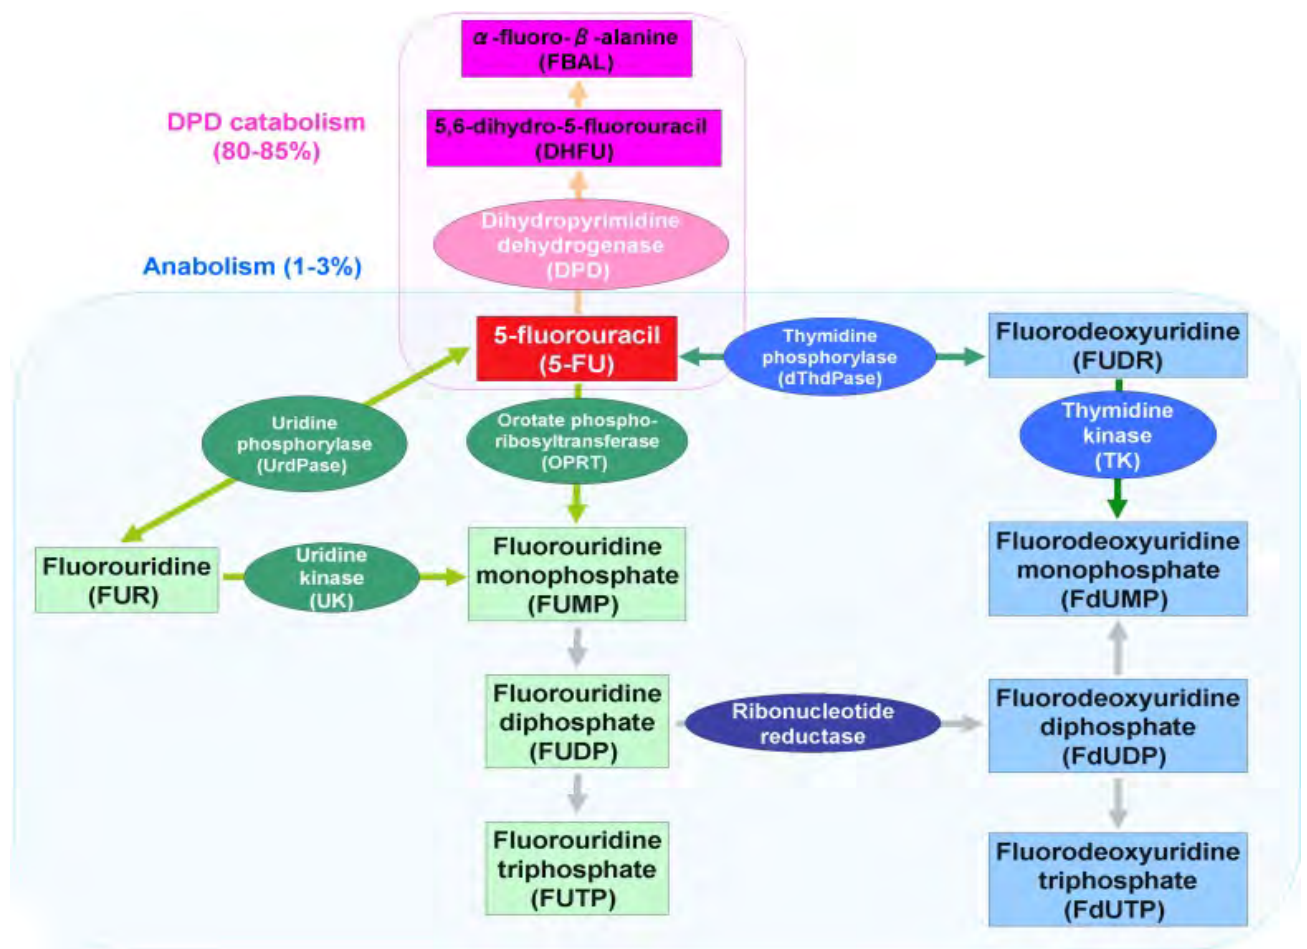 α-fluoro-β-alanine
(FBAL)
DPD catabolism
(80-85%)
5,6-dihydro-5-fluorouracil
(DHFU)
Dihydropyrimidine
dehydrogenase
(DPD)
Anabolism (1-3%)
5-fluorouracil
(5-FU)
Thymidine
phosphorylase
(dThdPase)
Fluorodeoxyuridine
(FUDR)
Uridine
phosphorylase
(UrdPase)
Orotate phospho-
ribosyltransferase
(OPRT)
Thymidine
kinase
(TK)
Fluorouridine
(FUR)
Uridine
kinase
(UK)
Fluorouridine
monophosphate
(FUMP)
Fluorodeoxyuridine
monophosphate
(FdUMP)
Fluorouridine
diphosphate
(FUDP)
Ribonucleotide
reductase
Fluorodeoxyuridine
diphosphate
(FdUDP)
Fluorouridine
triphosphate
(FUTP)
Fluorodeoxyuridine
triphosphate
(FdUTP)